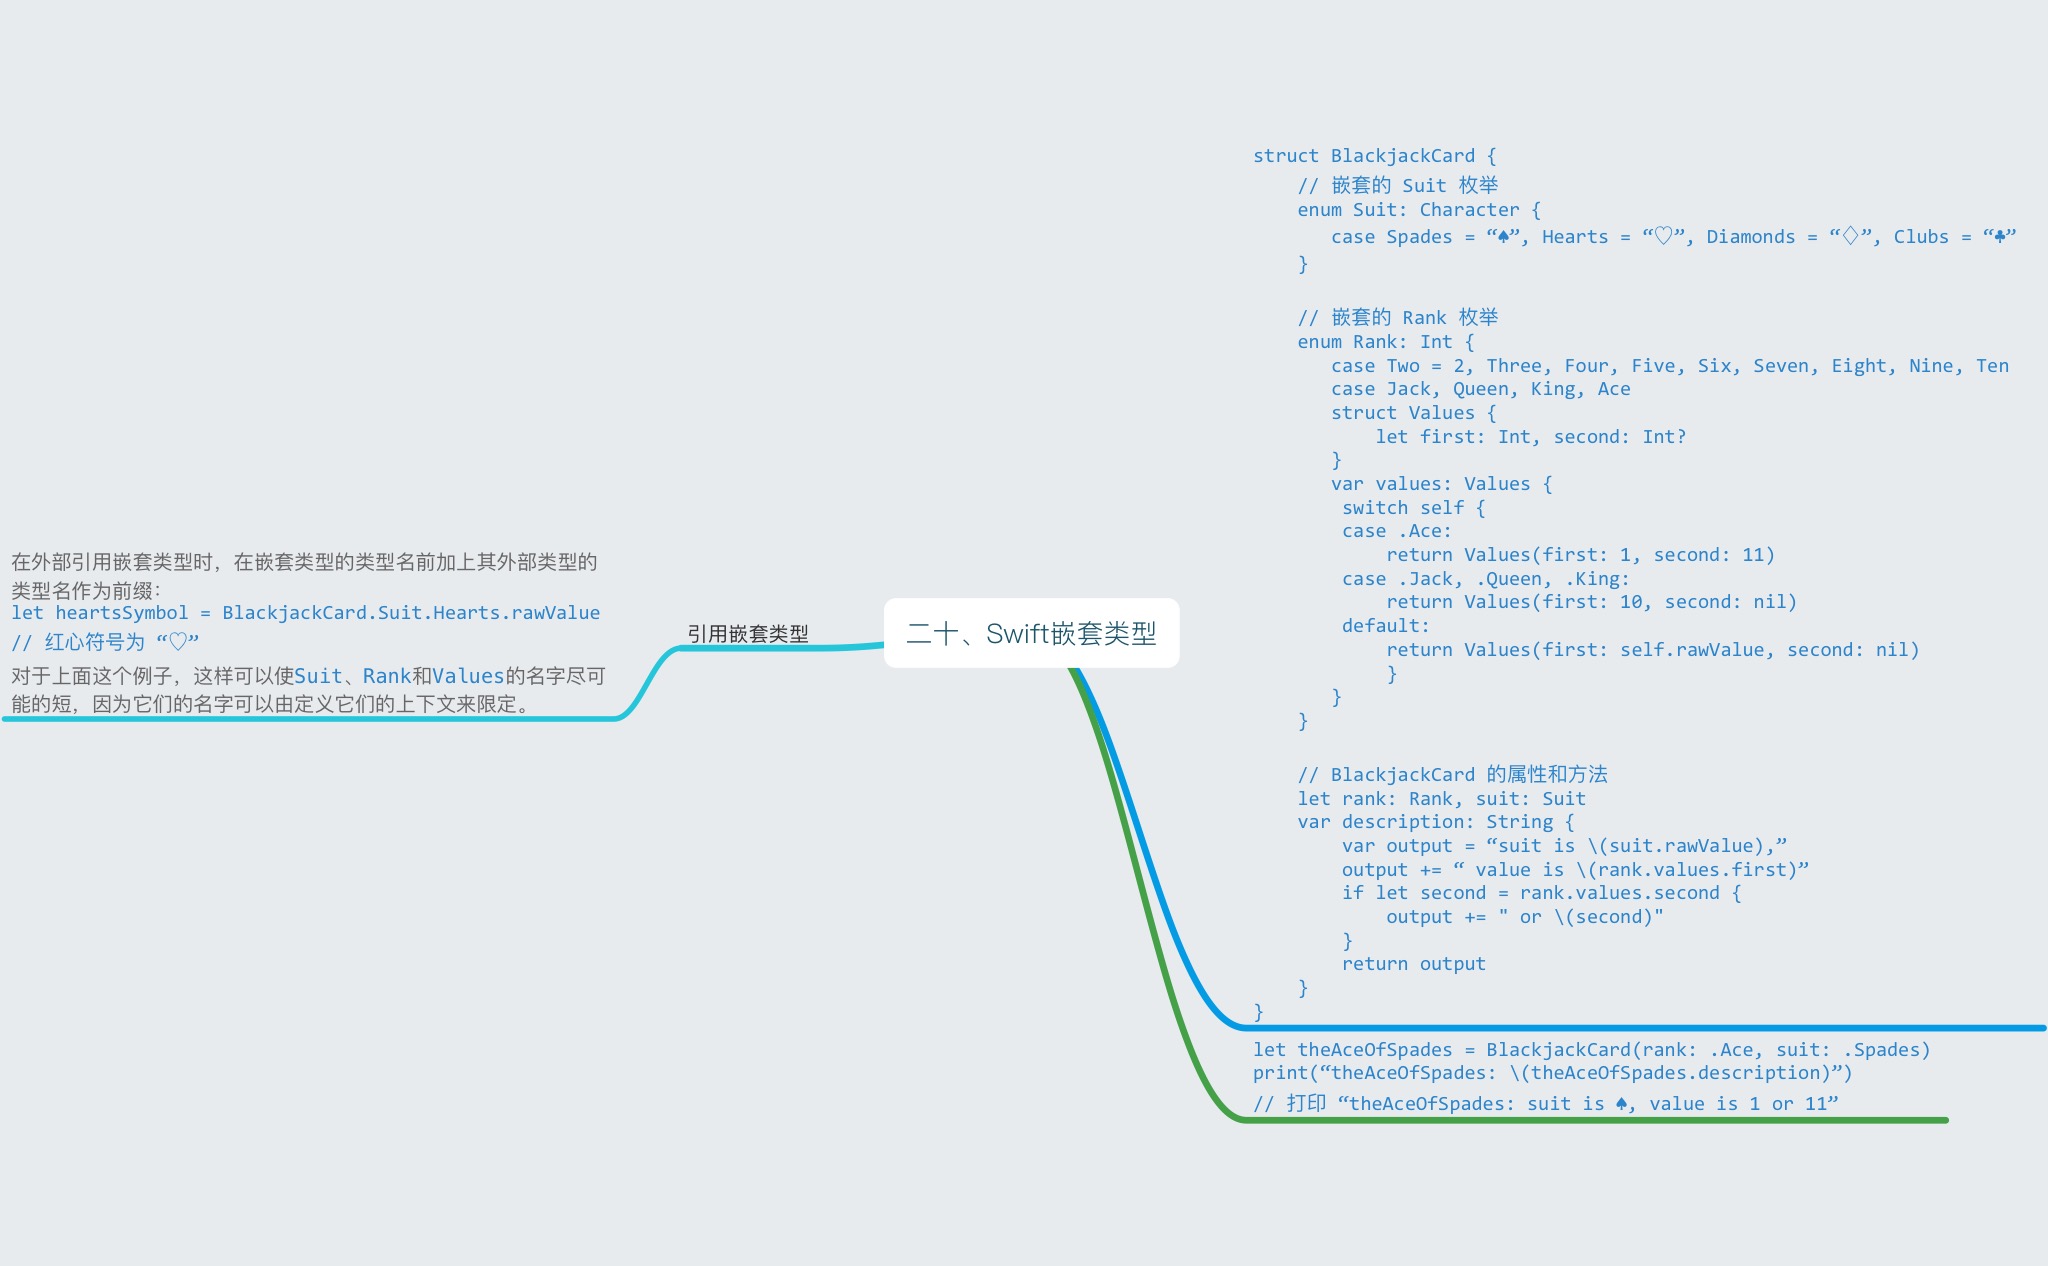 二十、Swift嵌套类型
struct BlackjackCard {
    // 嵌套的 Suit 枚举
    enum Suit: Character {
       case Spades = “♠”, Hearts = “♡”, Diamonds = “♢”, Clubs = “♣”
    }

    // 嵌套的 Rank 枚举
    enum Rank: Int {
       case Two = 2, Three, Four, Five, Six, Seven, Eight, Nine, Ten
       case Jack, Queen, King, Ace
       struct Values {
           let first: Int, second: Int?
       }
       var values: Values {
        switch self {
        case .Ace:
            return Values(first: 1, second: 11)
        case .Jack, .Queen, .King:
            return Values(first: 10, second: nil)
        default:
            return Values(first: self.rawValue, second: nil)
            }
       }
    }

    // BlackjackCard 的属性和方法
    let rank: Rank, suit: Suit
    var description: String {
        var output = “suit is \(suit.rawValue),”
        output += “ value is \(rank.values.first)”
        if let second = rank.values.second {
            output += " or \(second)"
        }
        return output
    }
}
let theAceOfSpades = BlackjackCard(rank: .Ace, suit: .Spades)
print(“theAceOfSpades: \(theAceOfSpades.description)”)
// 打印 “theAceOfSpades: suit is ♠, value is 1 or 11”
引用嵌套类型
在外部引用嵌套类型时，在嵌套类型的类型名前加上其外部类型的
类型名作为前缀：
let heartsSymbol = BlackjackCard.Suit.Hearts.rawValue
// 红心符号为 “♡”
对于上面这个例子，这样可以使Suit、Rank和Values的名字尽可
能的短，因为它们的名字可以由定义它们的上下文来限定。